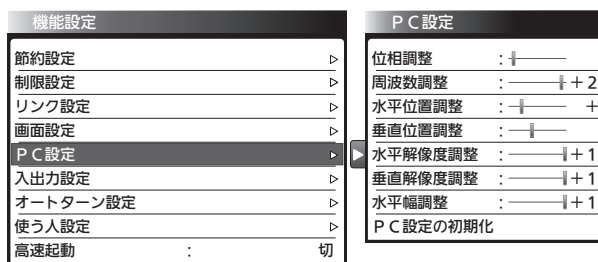 機能設定
節約設定
制限設定
リンク設定
画面設定
PC設定
入出力設定
オートターン設定
使う人設定
高速起動 : 切
PC設定
位相調整 :
周波数調整 : +2
水平位置調整 : +
垂直位置調整 :
水平解像度調整 : +1
垂直解像度調整 : +1
水平幅調整 : +1
PC設定の初期化